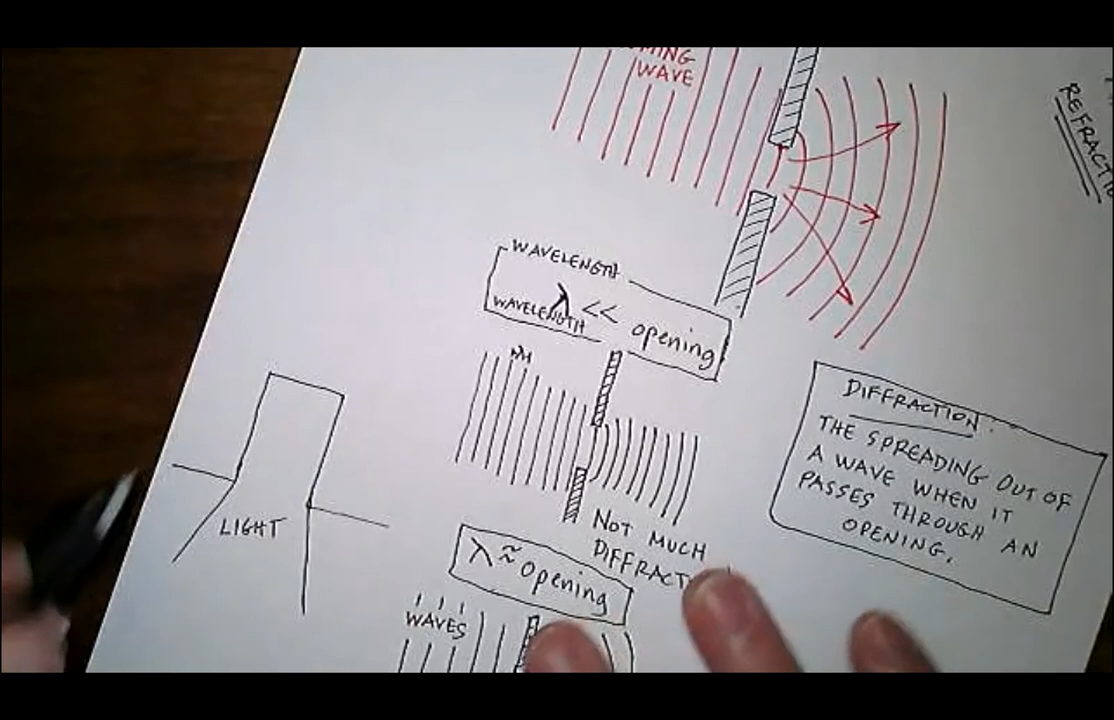 WAVE
WAVELENGTH
λ << opening
WAVELENGTH
DIFFRACTION:
THE SPREADING OUT OF
A WAVE WHEN IT
PASSES THROUGH AN
OPENING.
LIGHT
NOT MUCH
λ ≈ opening
WAVES